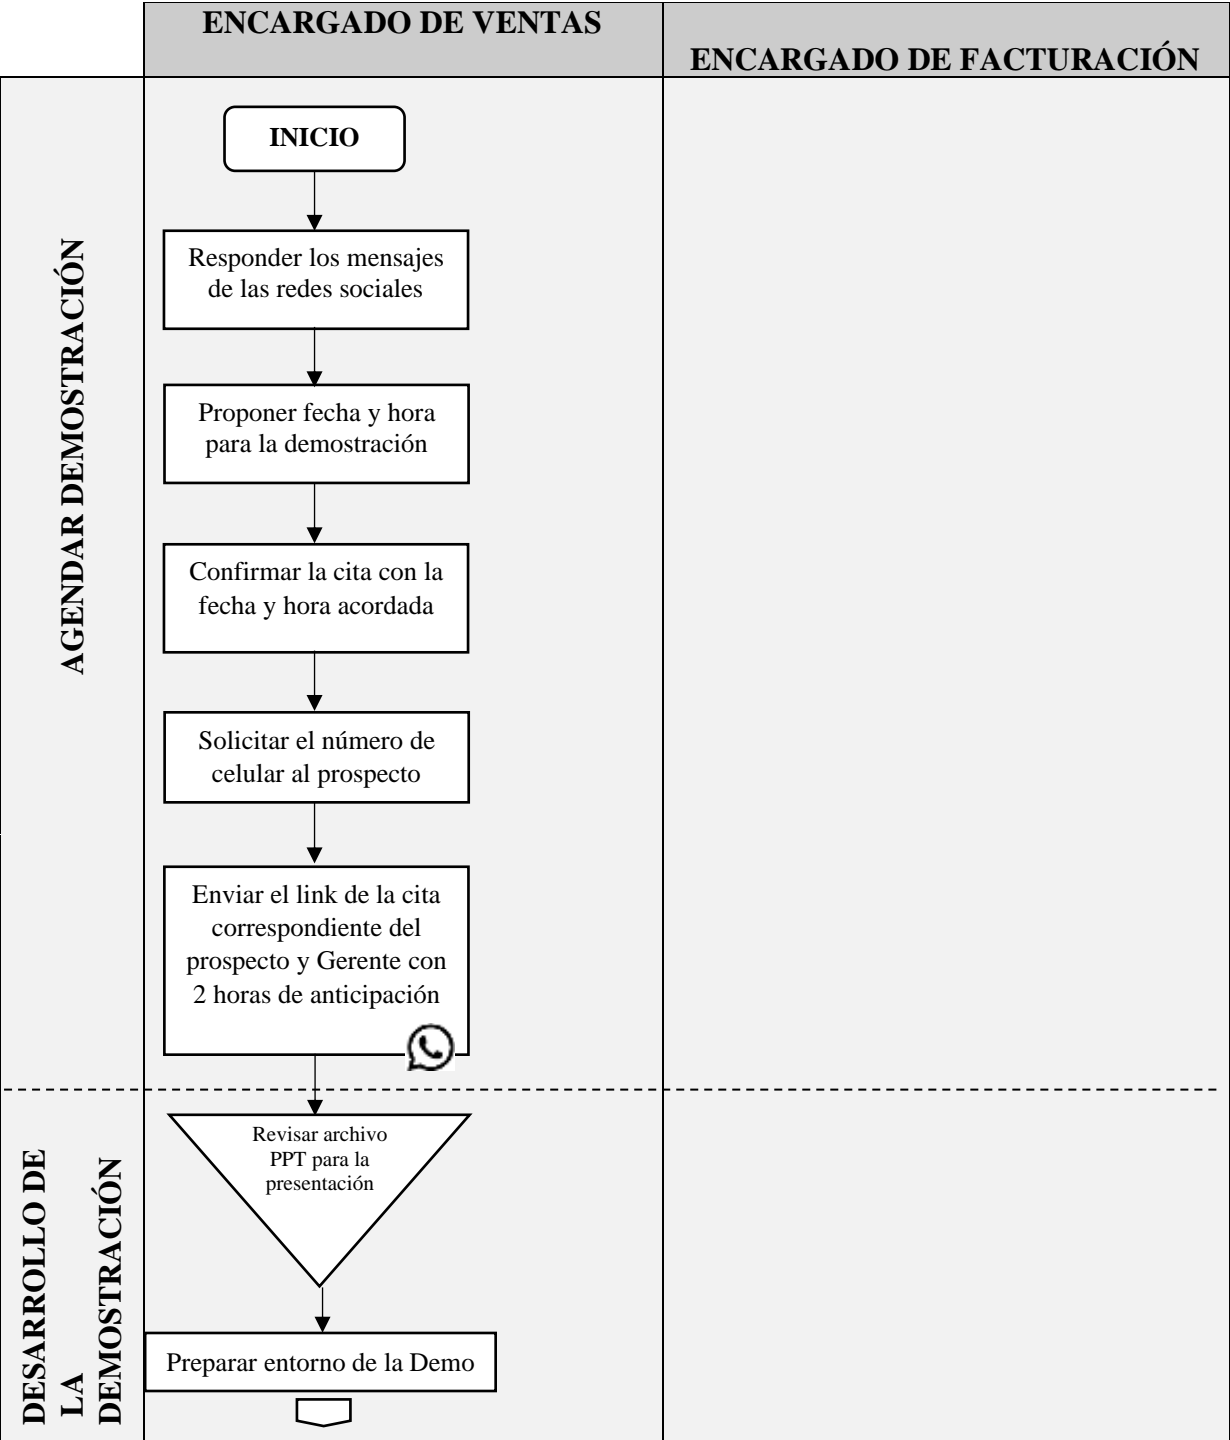 ENCARGADO DE VENTAS
ENCARGADO DE FACTURACIÓN
AGENDAR DEMOSTRACIÓN
INICIO
Responder los mensajes
de las redes sociales
Proponer fecha y hora
para la demostración
Confirmar la cita con la
fecha y hora acordada
Solicitar el número de
celular al prospecto
Enviar el link de la cita
correspondiente del
prospecto y Gerente con
2 horas de anticipación
DESARROLLO DE
LA
DEMOSTRACIÓN
Revisar archivo
PPT para la
presentación
Preparar entorno de la Demo